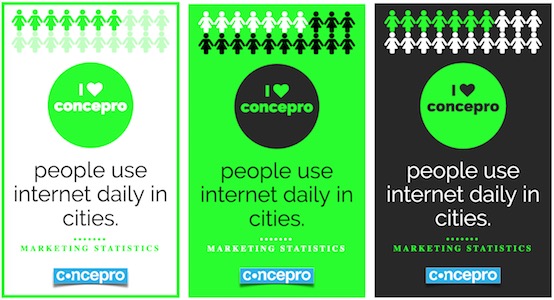 I ♥
concepro
people use
internet daily in
cities.
MARKETING STATISTICS
concepro
I ♥
concepro
people use
internet daily in
cities.
MARKETING STATISTICS
concepro
I ♥
concepro
people use
internet daily in
cities.
MARKETING STATISTICS
concepro